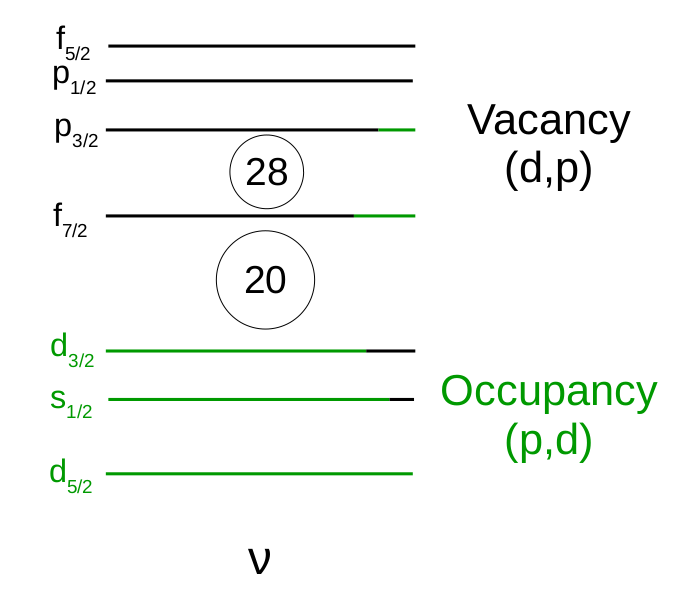 f5/2
p1/2
p3/2
28
f7/2
20
d3/2
s1/2
d5/2
Vacancy
(d,p)
Occupancy
(p,d)
ν